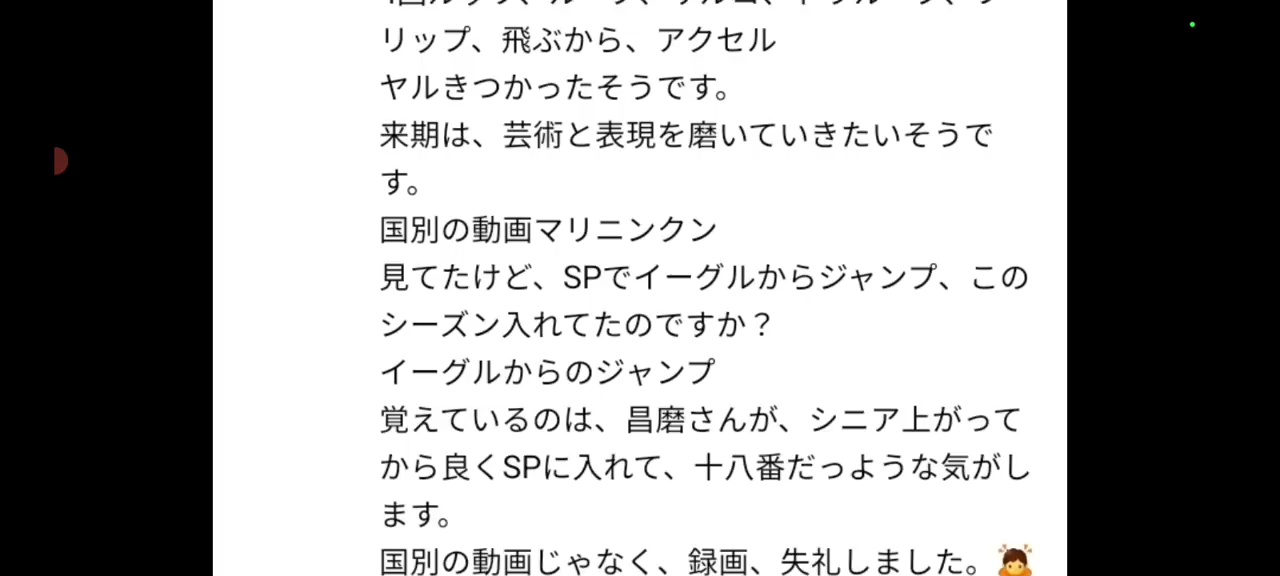 リップ、飛ぶから、アクセル
ヤルきつかったそうです。
来期は、芸術と表現を磨いていきたいそうで
す。
国別の動画マリニンクン
見てたけど、SPでイーグルからジャンプ、この
シーズン入れてたのですか？
イーグルからのジャンプ
覚えているのは、昌磨さんが、シニア上がって
から良くSPに入れて、十八番だっような気がし
ます。
国別の動画じゃなく、録画、失礼しました。🙇